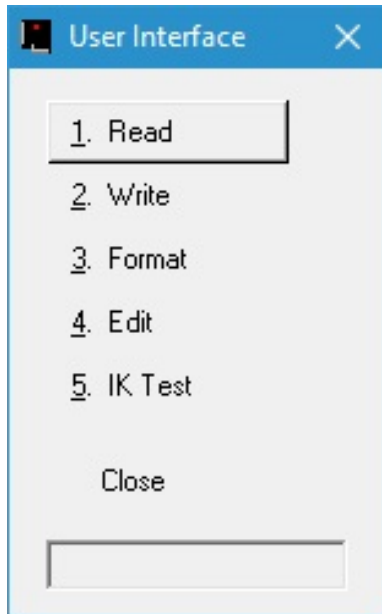 User Interface
1. Read
2. Write
3. Format
4. Edit
5. IK Test
Close